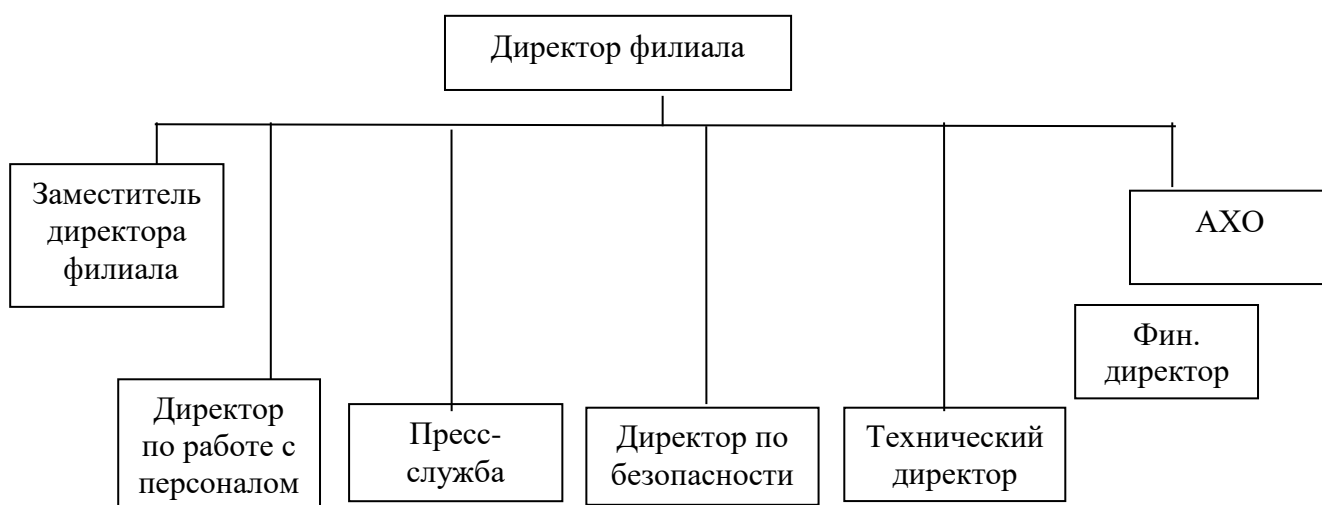 Директор филиала
Заместитель
директора
филиала
АХО
Фин.
директор
Директор
по работе с
персоналом
Пресс-
служба
Директор по
безопасности
Технический
директор